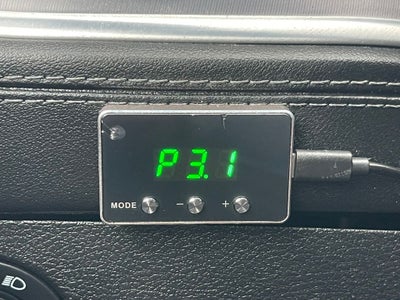 P3.1
MODE - +